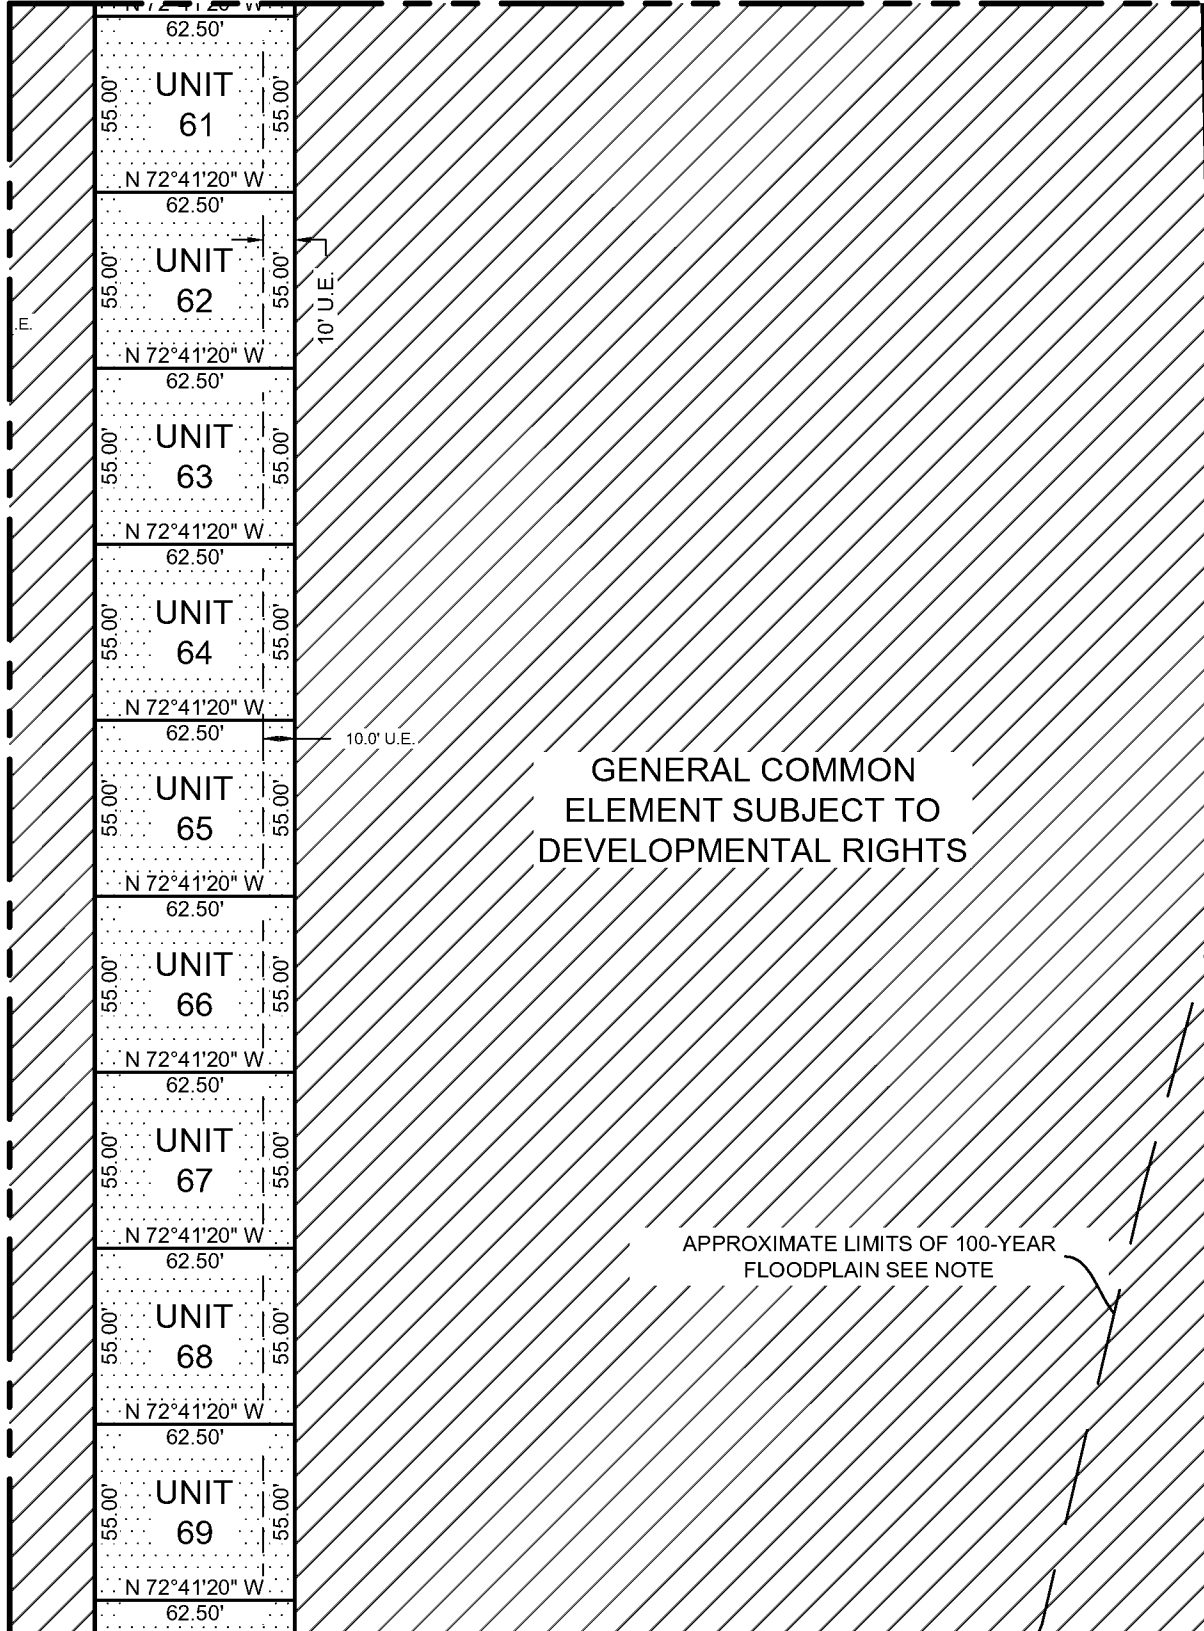 N 72°41'20" W
62.50'
55.00'
UNIT
61
55.00'
N 72°41'20" W
62.50'
55.00'
UNIT
62
55.00'
10' U.E.
.E.
N 72°41'20" W
62.50'
55.00'
UNIT
63
55.00'
N 72°41'20" W
62.50'
55.00'
UNIT
64
55.00'
N 72°41'20" W
62.50'
10.0' U.E.
55.00'
UNIT
65
55.00'
GENERAL COMMON
ELEMENT SUBJECT TO
DEVELOPMENTAL RIGHTS
N 72°41'20" W
62.50'
55.00'
UNIT
66
55.00'
N 72°41'20" W
62.50'
55.00'
UNIT
67
55.00'
N 72°41'20" W
62.50'
APPROXIMATE LIMITS OF 100-YEAR
FLOODPLAIN SEE NOTE
55.00'
UNIT
68
55.00'
N 72°41'20" W
62.50'
55.00'
UNIT
69
55.00'
N 72°41'20" W
62.50'